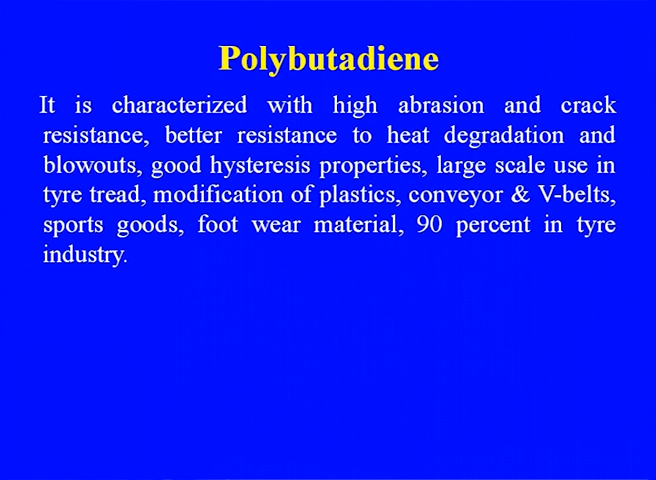 Polybutadiene
It is characterized with high abrasion and crack
resistance, better resistance to heat degradation and
blowouts, good hysteresis properties, large scale use in
tyre tread, modification of plastics, conveyor & V-belts,
sports goods, foot wear material, 90 percent in tyre
industry.